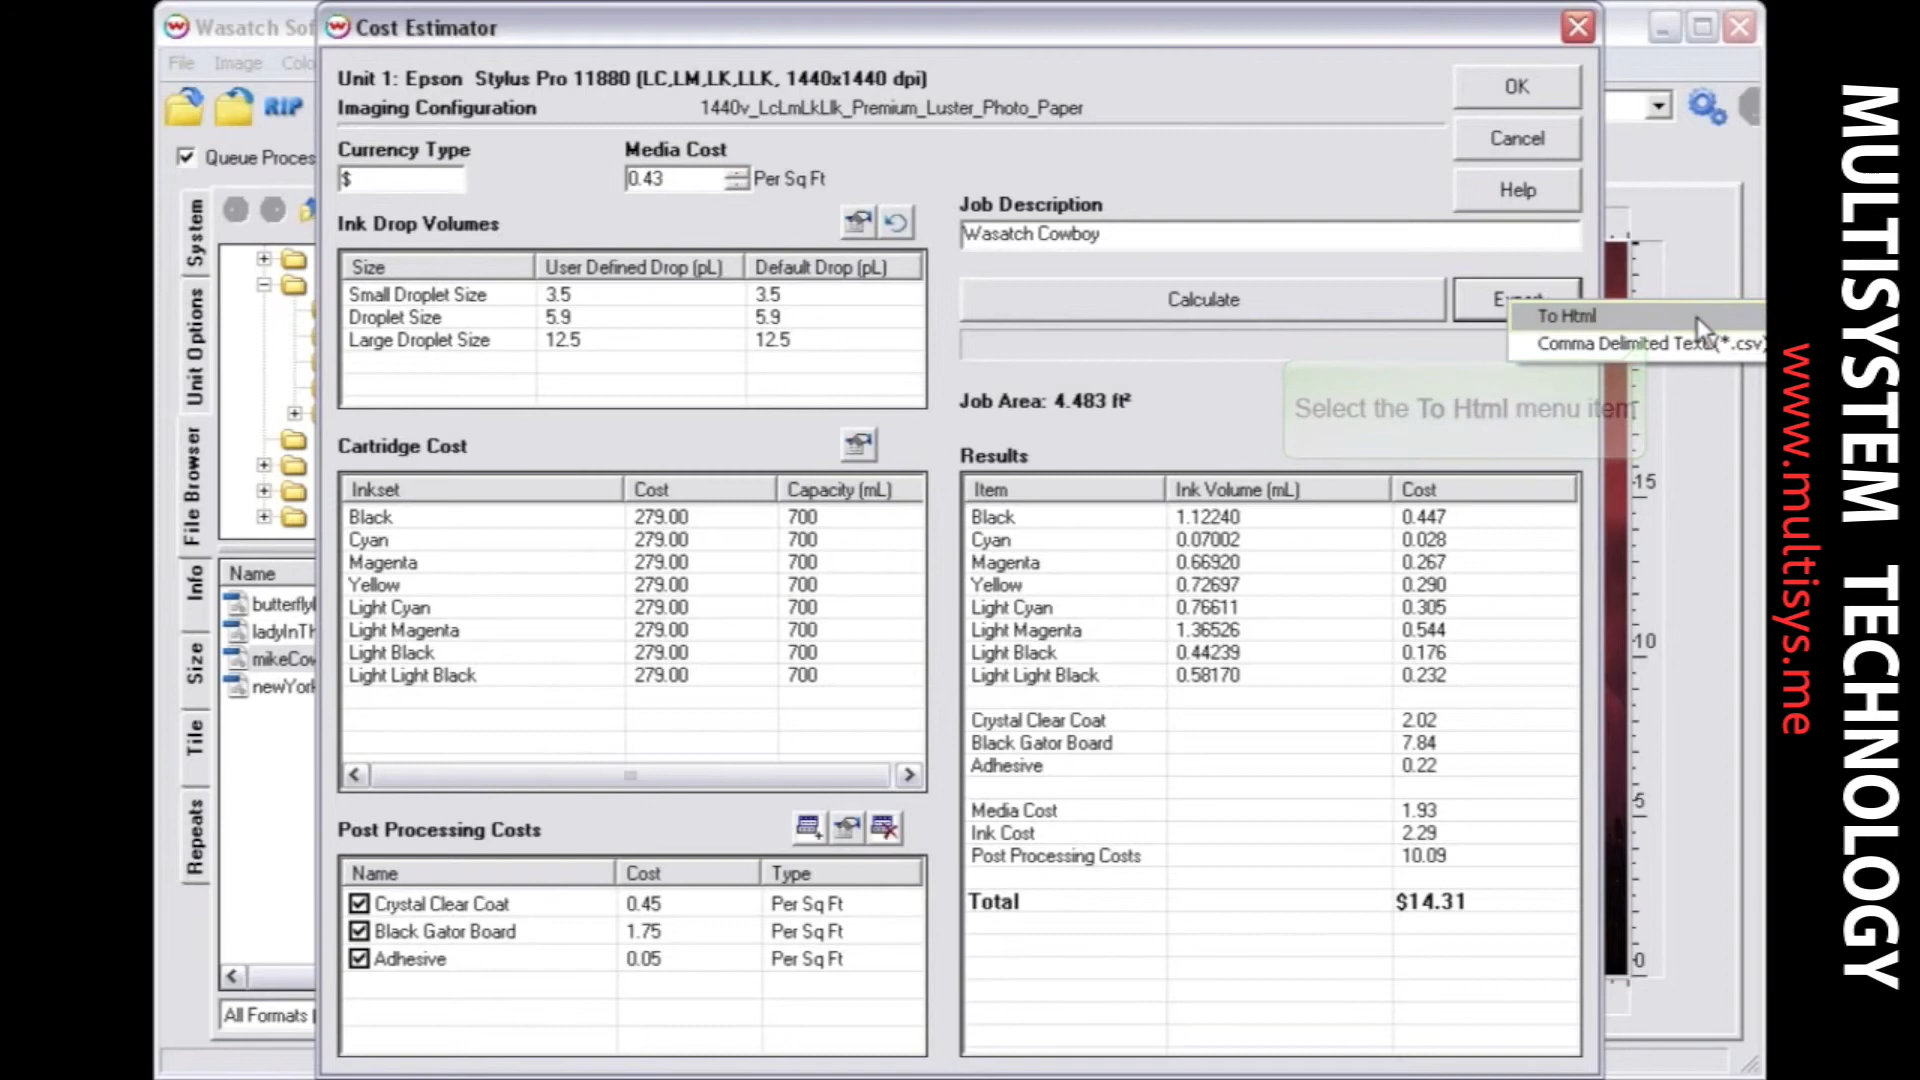 Wasatch Sof
Cost Estimator
File Image Colo
RIP
Queue Proces
System
Unit Options
File Browser
Info
Size
Tile
Repeats
Name
butterflyl
ladyInTh
mikeCow
newYork
All Formats
Unit 1: Epson Stylus Pro 11880 (LC,LM,LK,LLK, 1440x1440 dpi)
Imaging Configuration 1440v_LcLmLkLlk_Premium_Luster_Photo_Paper
Currency Type Media Cost
$ 0.43 Per Sq Ft
Ink Drop Volumes
Size User Defined Drop (pL) Default Drop (pL)
Small Droplet Size 3.5 3.5
Droplet Size 5.9 5.9
Large Droplet Size 12.5 12.5
Cartridge Cost
Inkset Cost Capacity (mL)
Black 279.00 700
Cyan 279.00 700
Magenta 279.00 700
Yellow 279.00 700
Light Cyan 279.00 700
Light Magenta 279.00 700
Light Black 279.00 700
Light Light Black 279.00 700
Post Processing Costs
Name Cost Type
Crystal Clear Coat 0.45 Per Sq Ft
Black Gator Board 1.75 Per Sq Ft
Adhesive 0.05 Per Sq Ft
OK
Cancel
Help
Job Description
Wasatch Cowboy
Calculate
To Html
Comma Delimited Text (*.csv)
Select the To Html menu item
Job Area: 4.483 ft²
Results
Item Ink Volume (mL) Cost
Black 1.12240 0.447
Cyan 0.07002 0.028
Magenta 0.66920 0.267
Yellow 0.72697 0.290
Light Cyan 0.76611 0.305
Light Magenta 1.36526 0.544
Light Black 0.44239 0.176
Light Light Black 0.58170 0.232
Crystal Clear Coat 2.02
Black Gator Board 7.84
Adhesive 0.22
Media Cost 1.93
Ink Cost 2.29
Post Processing Costs 10.09
Total $14.31
15
10
5
0
MULTISYSTEM TECHNOLOGY
www.multisys.me